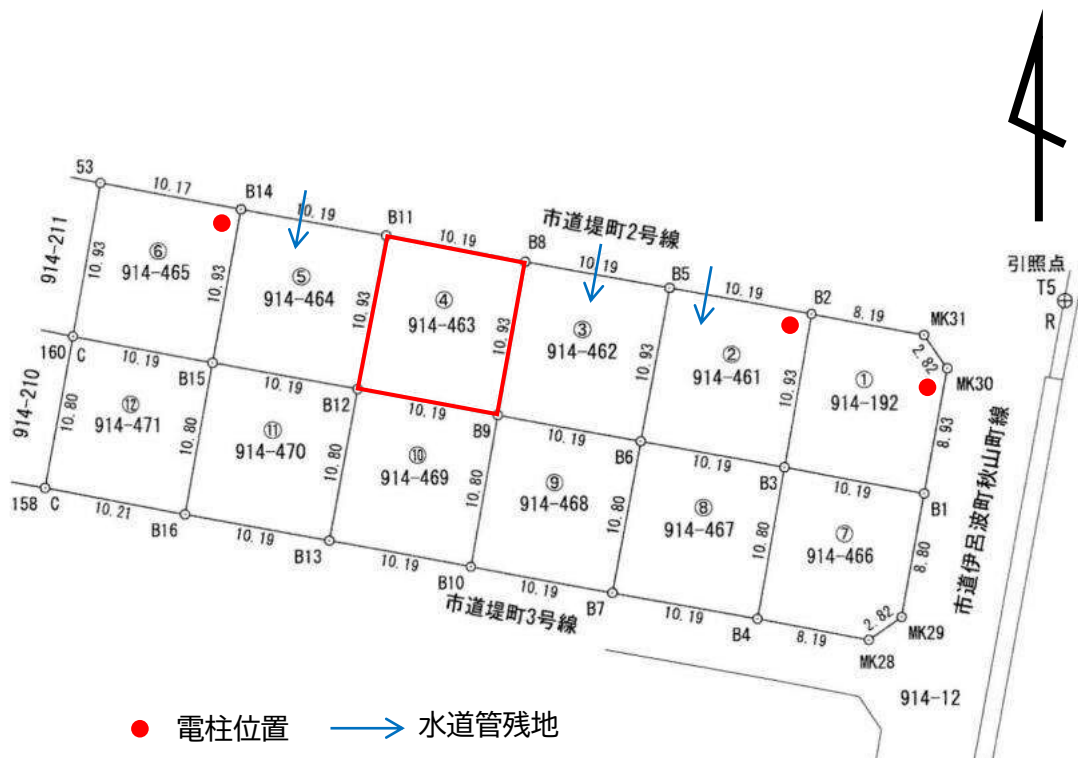 53
10.17
B14
10.19
B11
10.19
B8
市道堤町2号線
10.19
B5
10.19
B2
8.19
MK31
2.82
MK30
引照点
T5
R
914-211
10.93
⑥
914-465
10.93
⑤
914-464
10.93
④
914-463
10.93
③
914-462
10.93
②
914-461
10.93
①
914-192
8.93
160
C
10.19
B15
10.19
B12
10.19
B9
10.19
B6
10.19
B3
10.19
B1
914-210
10.80
⑫
914-471
10.80
⑪
914-470
10.80
⑩
914-469
10.80
⑨
914-468
10.80
⑧
914-467
10.80
⑦
914-466
8.80
市道伊呂波町秋山町線
158
C
10.21
B16
10.19
B13
10.19
B10
10.19
B7
10.19
B4
8.19
MK28
2.82
MK29
市道堤町3号線
914-12
電柱位置
水道管残地